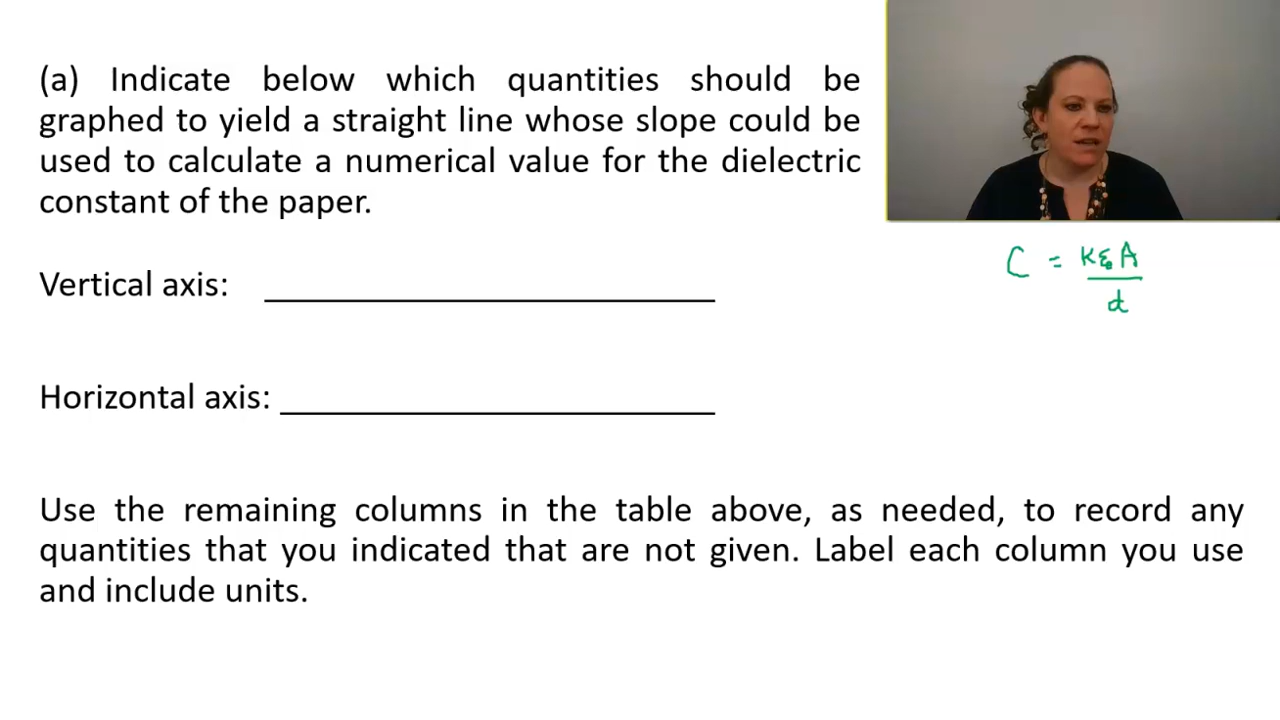 (a) Indicate below which quantities should be
graphed to yield a straight line whose slope could be
used to calculate a numerical value for the dielectric
constant of the paper.
C = κε₀A
d
Vertical axis: ____________________
Horizontal axis: ____________________
Use the remaining columns in the table above, as needed, to record any
quantities that you indicated that are not given. Label each column you use
and include units.